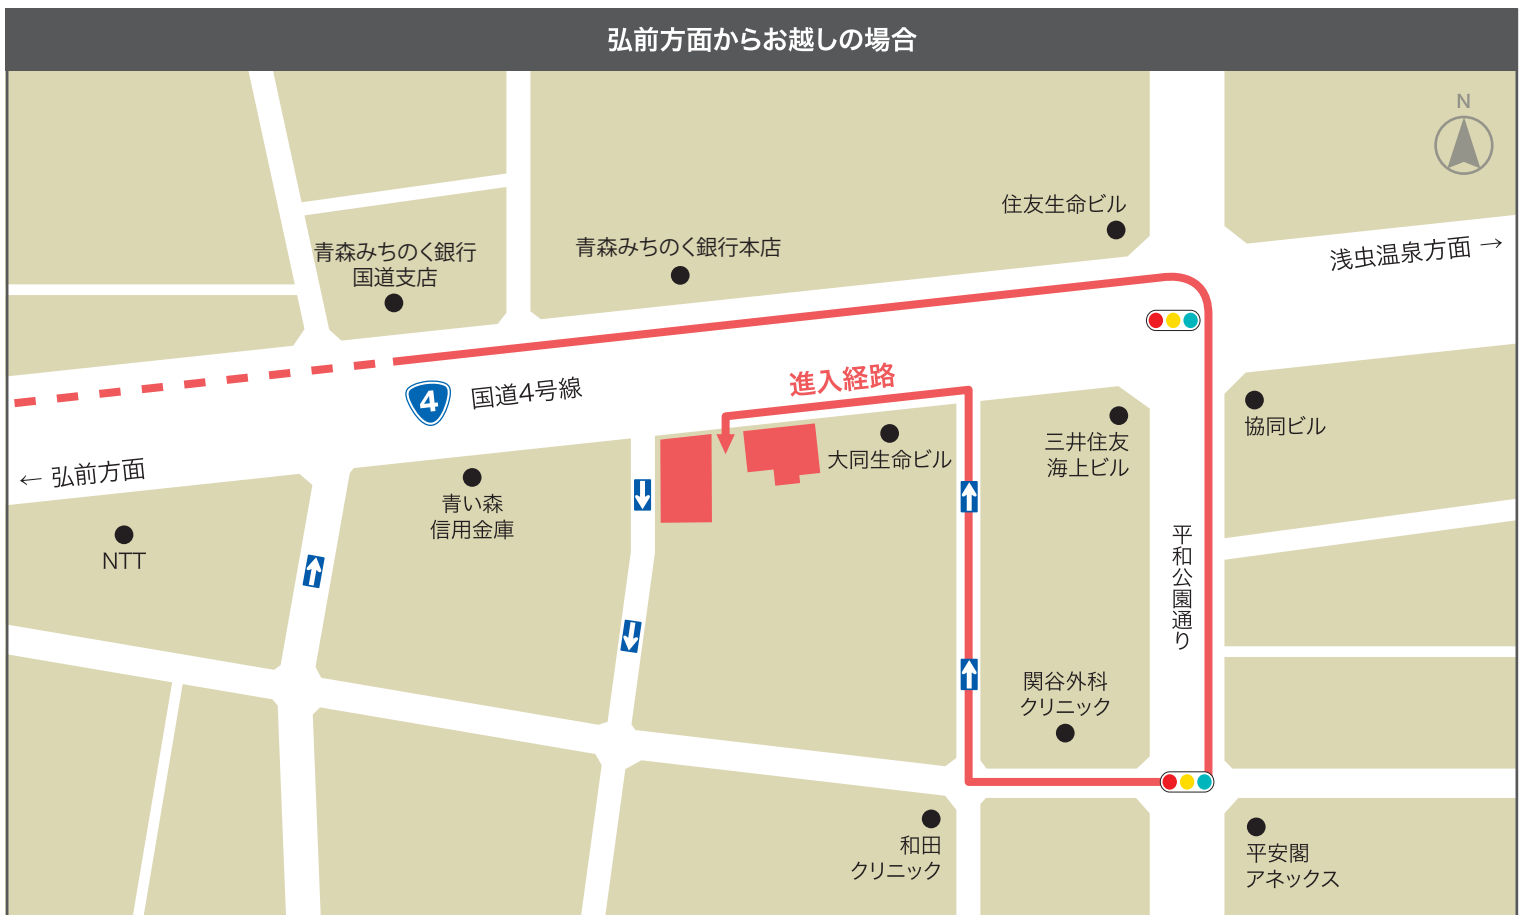 弘前方面からお越しの場合
N
住友生命ビル
青森みちのく銀行本店
青森みちのく銀行
国道支店
浅虫温泉方面 →
進入経路
4
国道4号線
協同ビル
三井住友
海上ビル
大同生命ビル
← 弘前方面
青い森
信用金庫
NTT
平和公園通り
関谷外科
クリニック
和田
クリニック
平安閣
アネックス